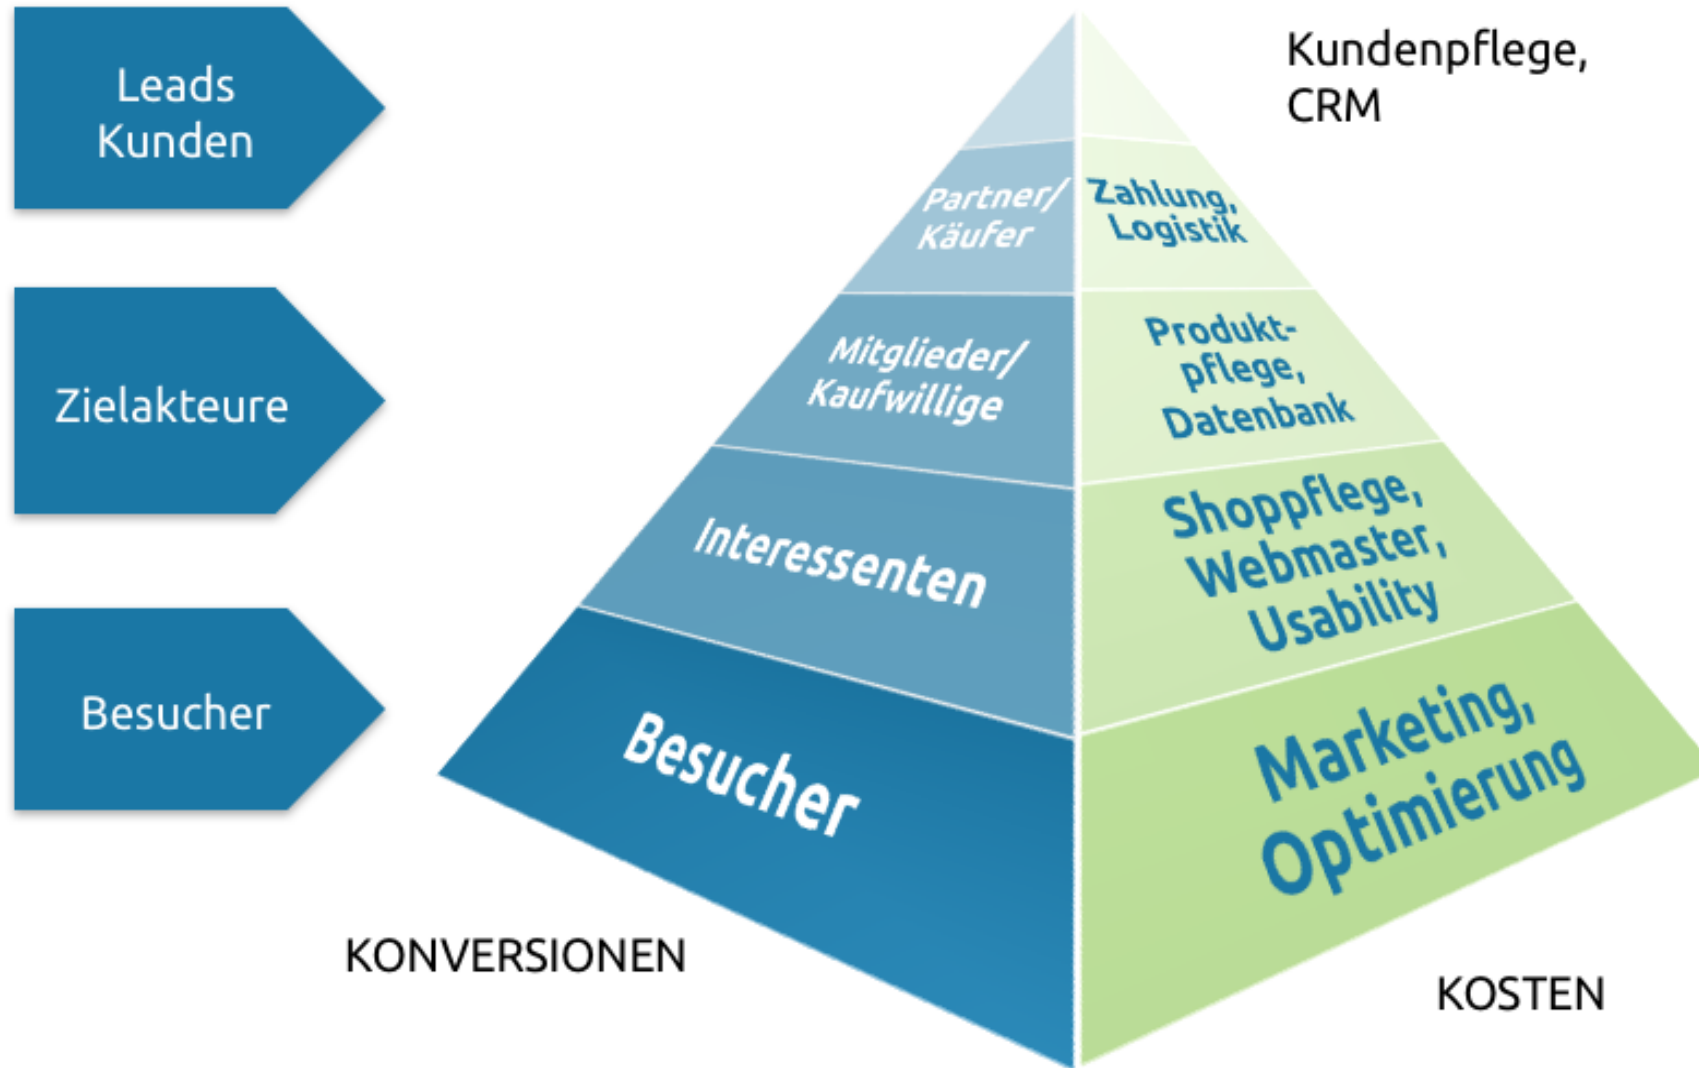 Leads
Kunden
Kundenpflege,
CRM
Partner/
Käufer
Zahlung,
Logistik
Zielakteure
Mitglieder/
Kaufwillige
Produkt-
pflege,
Datenbank
Interessenten
Shoppflege,
Webmaster,
Usability
Besucher
Besucher
Marketing,
Optimierung
KONVERSIONEN
KOSTEN